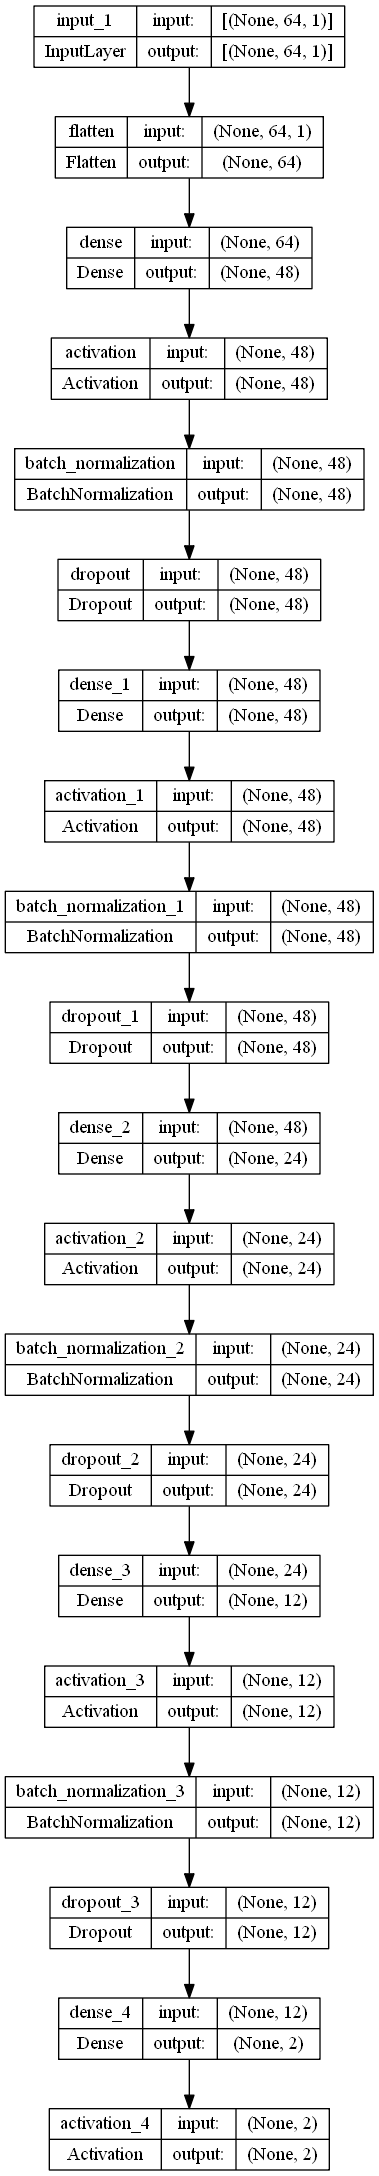 input_1 input: [(None, 64, 1)]
InputLayer output: [(None, 64, 1)]
flatten input: (None, 64, 1)
Flatten output: (None, 64)
dense input: (None, 64)
Dense output: (None, 48)
activation input: (None, 48)
Activation output: (None, 48)
batch_normalization input: (None, 48)
BatchNormalization output: (None, 48)
dropout input: (None, 48)
Dropout output: (None, 48)
dense_1 input: (None, 48)
Dense output: (None, 48)
activation_1 input: (None, 48)
Activation output: (None, 48)
batch_normalization_1 input: (None, 48)
BatchNormalization output: (None, 48)
dropout_1 input: (None, 48)
Dropout output: (None, 48)
dense_2 input: (None, 48)
Dense output: (None, 24)
activation_2 input: (None, 24)
Activation output: (None, 24)
batch_normalization_2 input: (None, 24)
BatchNormalization output: (None, 24)
dropout_2 input: (None, 24)
Dropout output: (None, 24)
dense_3 input: (None, 24)
Dense output: (None, 12)
activation_3 input: (None, 12)
Activation output: (None, 12)
batch_normalization_3 input: (None, 12)
BatchNormalization output: (None, 12)
dropout_3 input: (None, 12)
Dropout output: (None, 12)
dense_4 input: (None, 12)
Dense output: (None, 2)
activation_4 input: (None, 2)
Activation output: (None, 2)